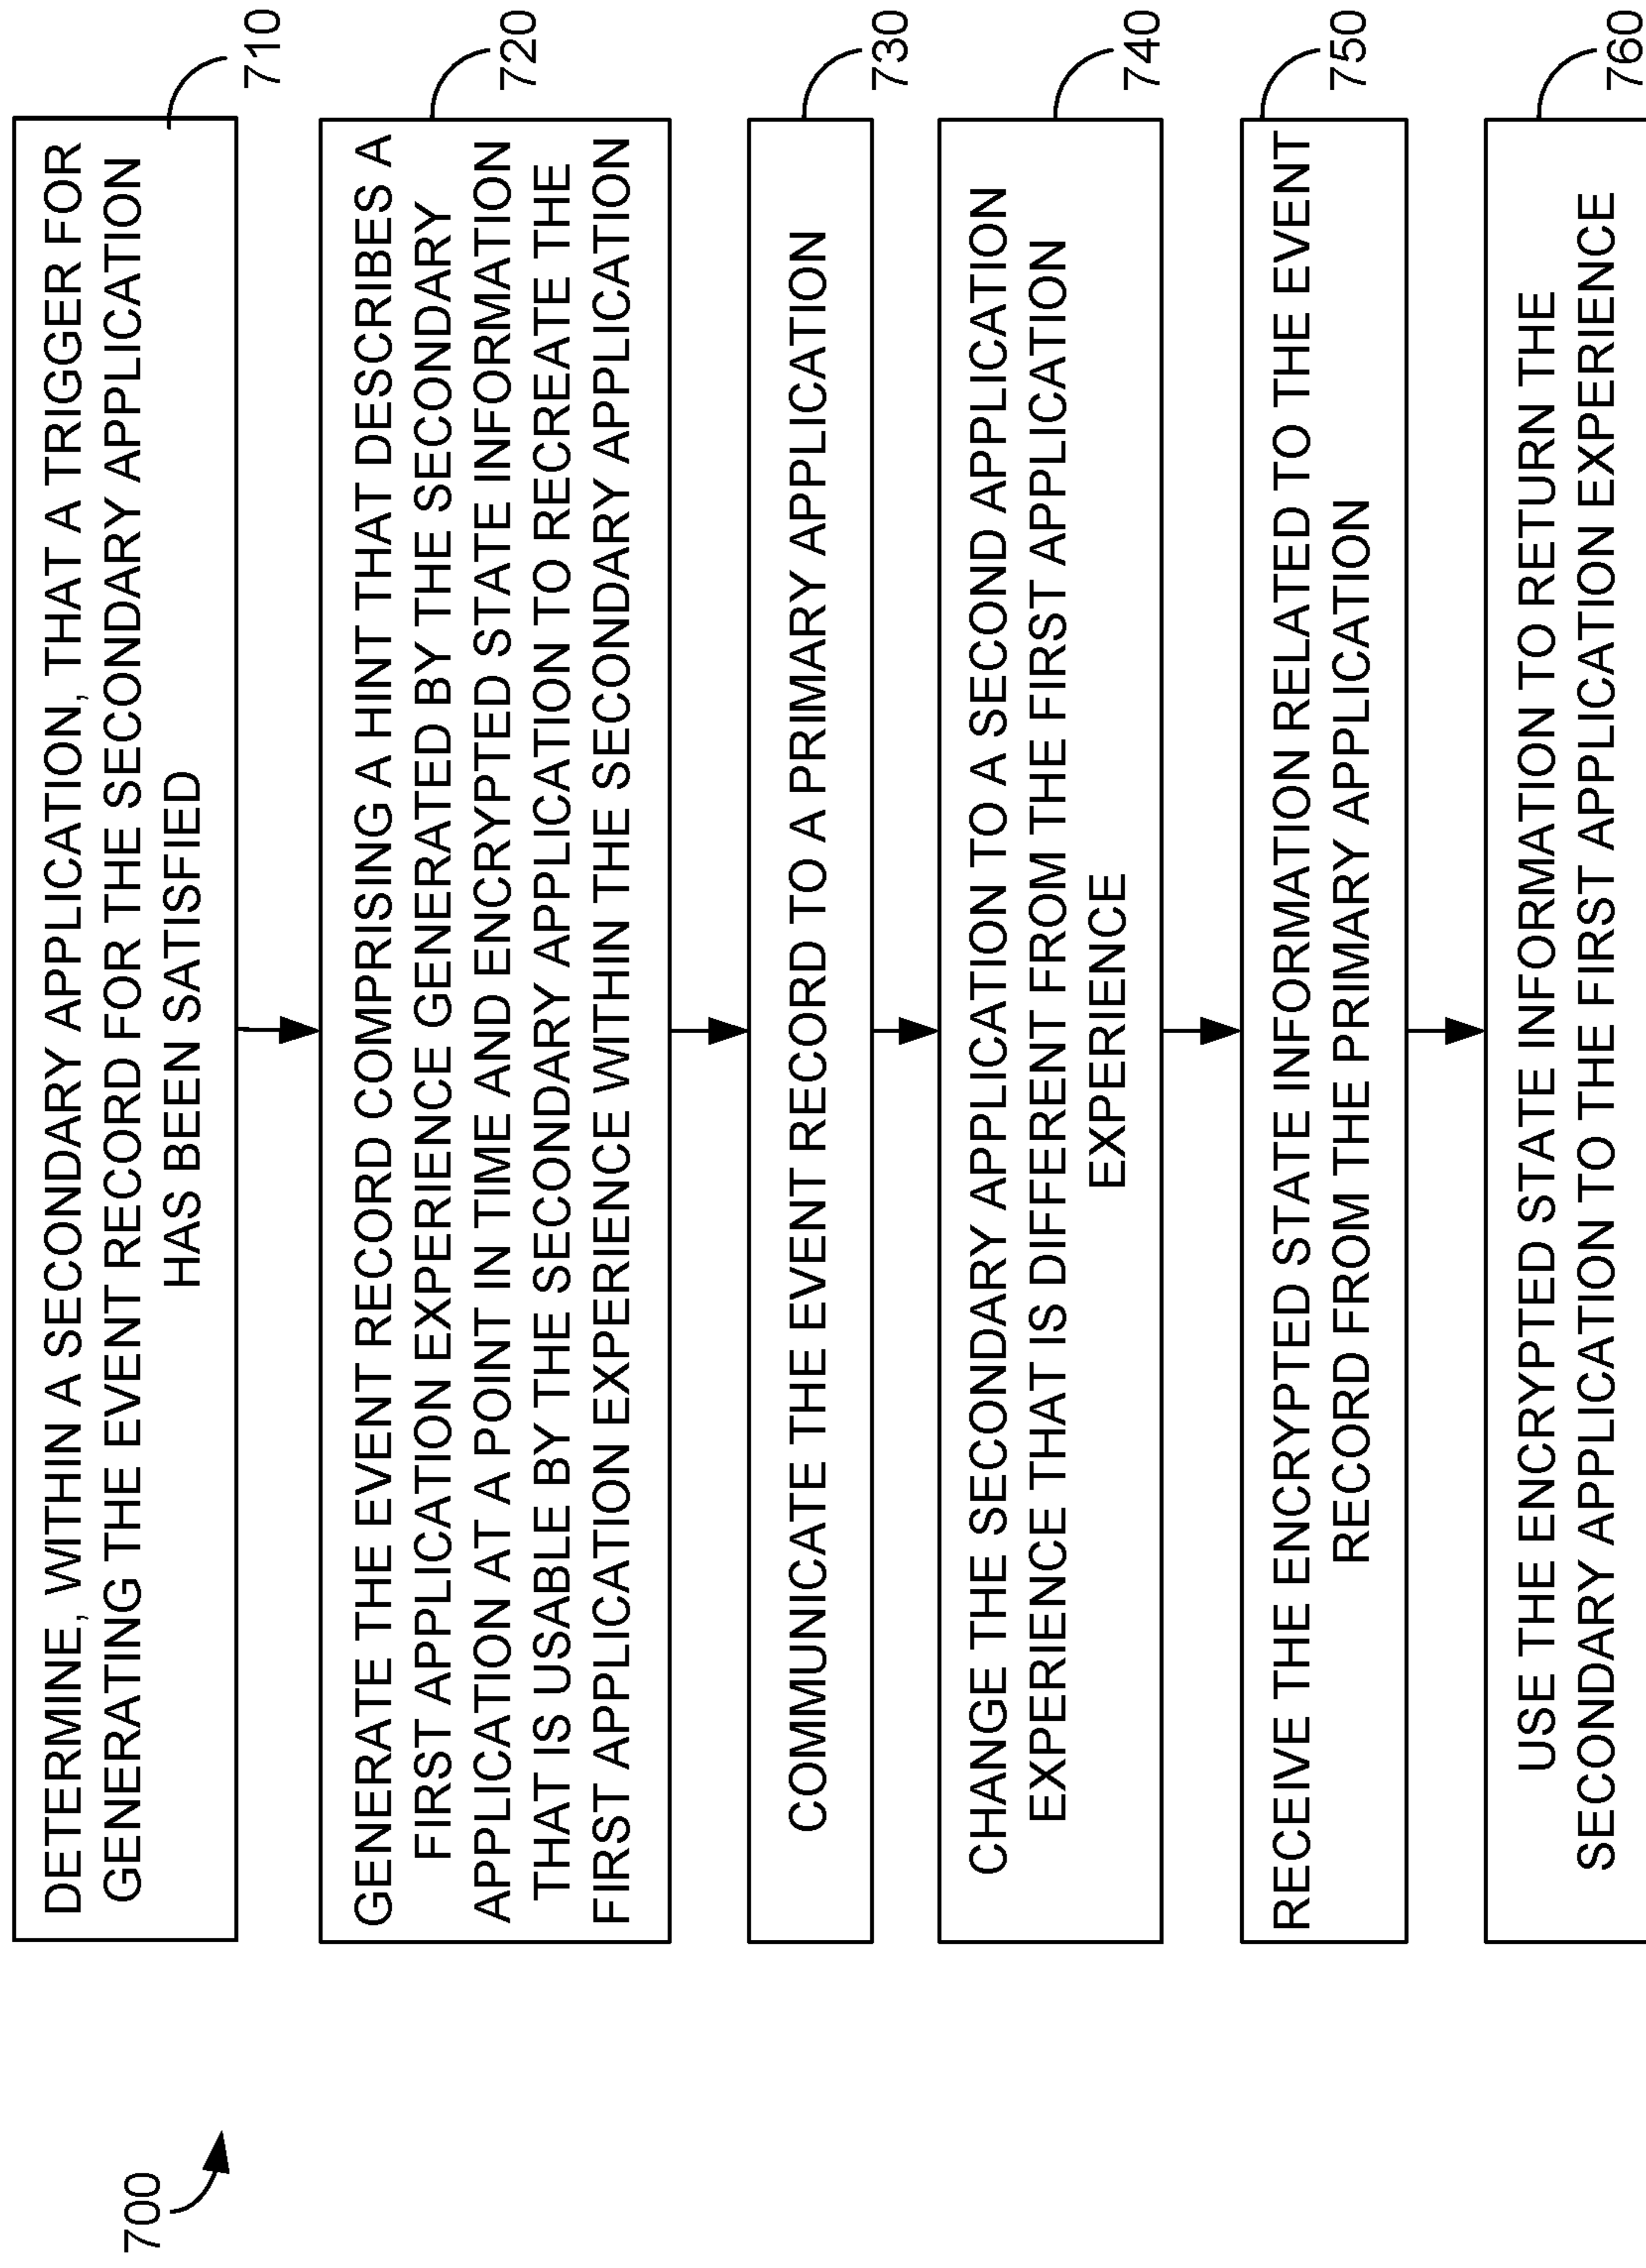 700
DETERMINE, WITHIN A SECONDARY APPLICATION, THAT A TRIGGER FOR
GENERATING THE EVENT RECORD FOR THE SECONDARY APPLICATION
HAS BEEN SATISFIED
710
GENERATE THE EVENT RECORD COMPRISING A HINT THAT DESCRIBES A
FIRST APPLICATION EXPERIENCE GENERATED BY THE SECONDARY
APPLICATION AT A POINT IN TIME AND ENCRYPTED STATE INFORMATION
THAT IS USABLE BY THE SECONDARY APPLICATION TO RECREATE THE
FIRST APPLICATION EXPERIENCE WITHIN THE SECONDARY APPLICATION
720
COMMUNICATE THE EVENT RECORD TO A PRIMARY APPLICATION
730
CHANGE THE SECONDARY APPLICATION TO A SECOND APPLICATION
EXPERIENCE THAT IS DIFFERENT FROM THE FIRST APPLICATION
EXPERIENCE
740
RECEIVE THE ENCRYPTED STATE INFORMATION RELATED TO THE EVENT
RECORD FROM THE PRIMARY APPLICATION
750
USE THE ENCRYPTED STATE INFORMATION TO RETURN THE
SECONDARY APPLICATION TO THE FIRST APPLICATION EXPERIENCE
760